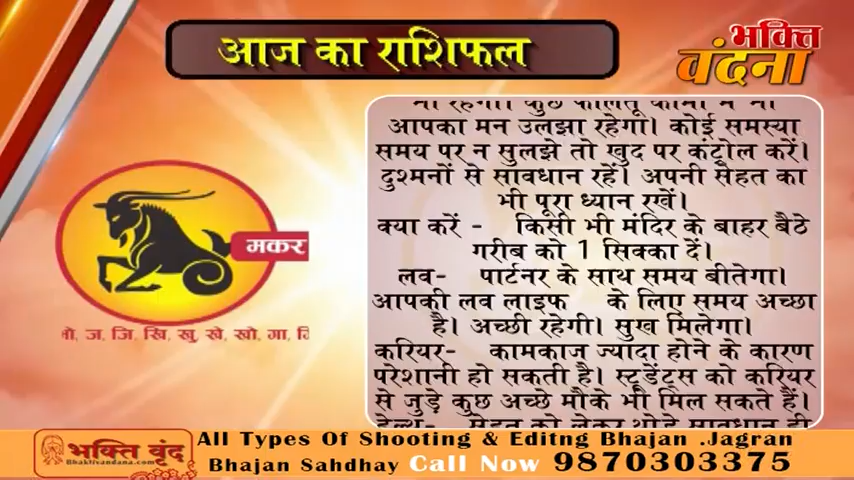 आज का राशिफल
भक्ति
वंदना
आपका मन उलझा रहेगा। कोई समस्या
समय पर न सुलझे तो खुद पर कंट्रोल करें।
दुश्मनों से सावधान रहें। अपनी सेहत का
भी पूरा ध्यान रखें।
क्या करें - किसी भी मंदिर के बाहर बैठे
गरीब को 1 सिक्का दें।
लव- पार्टनर के साथ समय बीतेगा।
आपकी लव लाइफ के लिए समय अच्छा
है। अच्छी रहेगी। सुख मिलेगा।
करियर- कामकाज ज्यादा होने के कारण
परेशानी हो सकती है। स्टूडेंट्स को करियर
से जुड़े कुछ अच्छे मौके भी मिल सकते हैं।
मकर
ज, जि, खि, खु, खे, खो, गा,
भक्ति वृंद
Bhaktivandana.com
All Types Of Shooting & Editng Bhajan .Jagran
Bhajan Sahdhay Call Now 9870303375